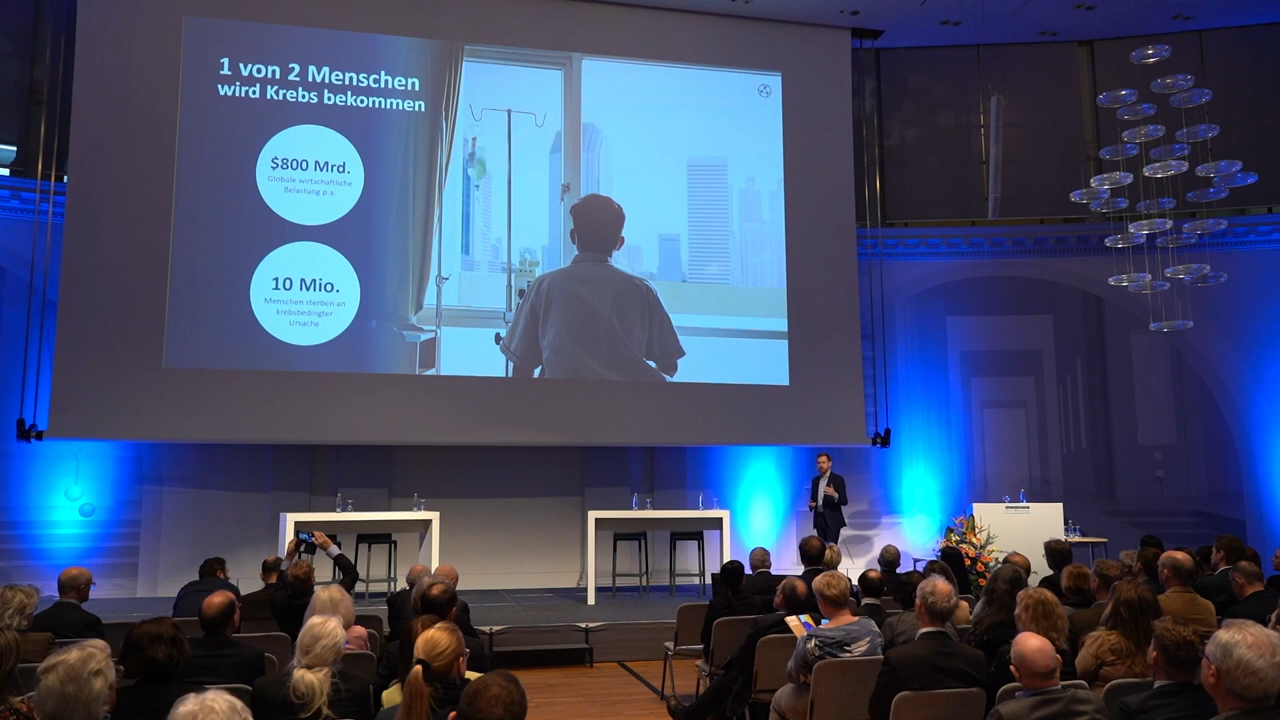 1 von 2 Menschen
wird Krebs bekommen
$800 Mrd.
Globale wirtschaftliche
Belastung p.a.
10 Mio.
Menschen sterben an
krebsbedingter
Ursache